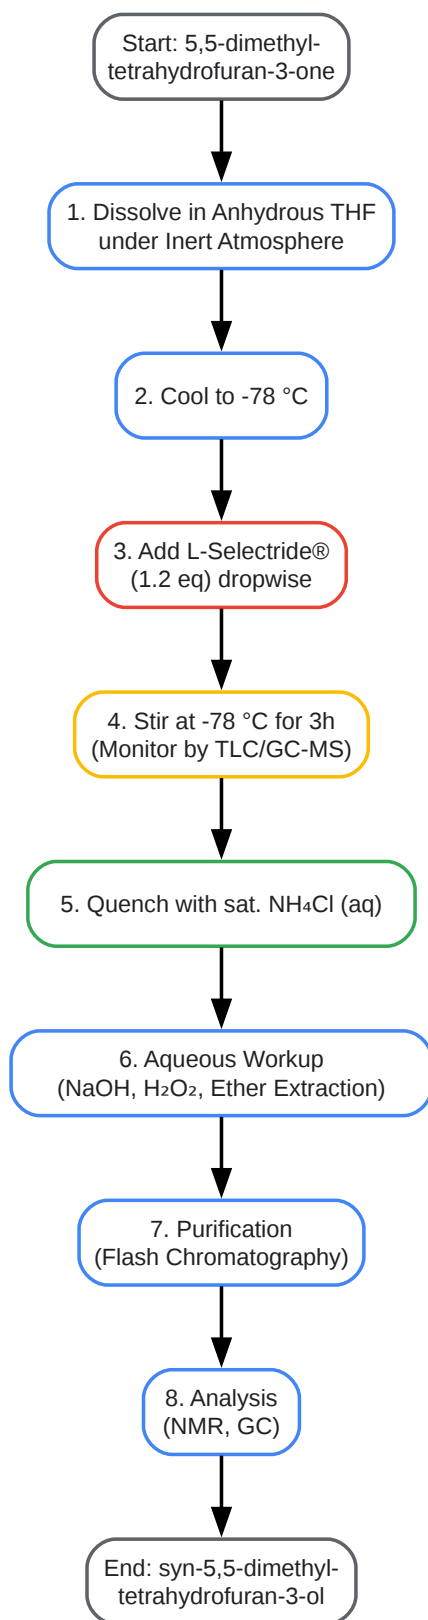 Start: 5,5-dimethyl-
tetrahydrofuran-3-one
1. Dissolve in Anhydrous THF
under Inert Atmosphere
2. Cool to -78 °C
3. Add L-Selectride®
(1.2 eq) dropwise
4. Stir at -78 °C for 3h
(Monitor by TLC/GC-MS)
5. Quench with sat. NH₄Cl (aq)
6. Aqueous Workup
(NaOH, H₂O₂, Ether Extraction)
7. Purification
(Flash Chromatography)
8. Analysis
(NMR, GC)
End: syn-5,5-dimethyl-
tetrahydrofuran-3-ol